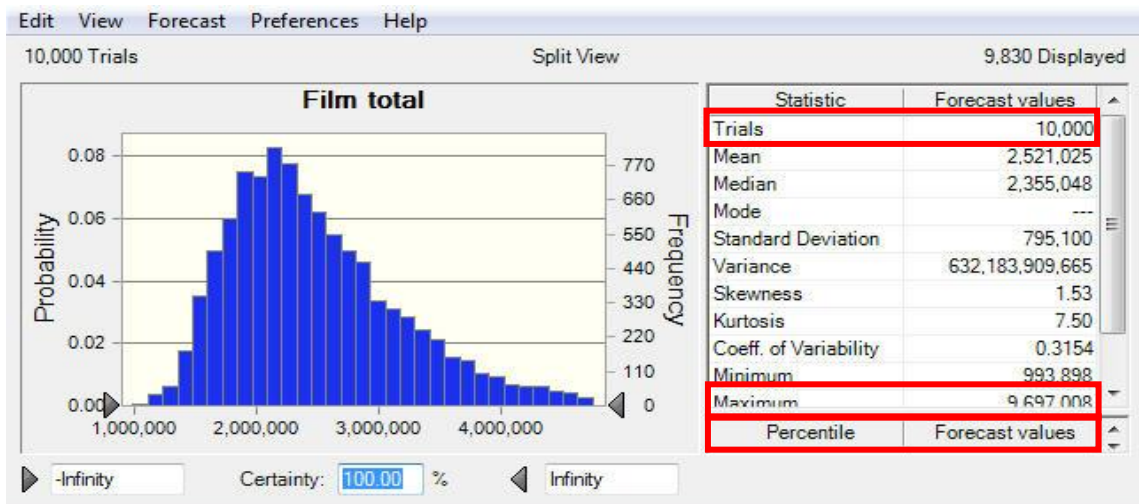 Edit View Forecast Preferences Help
10,000 Trials Split View 9,830 Displayed
Film total
Probability
0.08
0.06
0.04
0.02
0.00
1,000,000 2,000,000 3,000,000 4,000,000
770
660
550
440
330
220
110
0
Frequency
Statistic Forecast values
Trials 10,000
Mean 2,521,025
Median 2,355,048
Mode ---
Standard Deviation 795,100
Variance 632,183,909,665
Skewness 1.53
Kurtosis 7.50
Coeff. of Variability 0.3154
Minimum 993,898
Maximum 9,697,008
Percentile Forecast values
-Infinity Certainty: 100.00 % Infinity